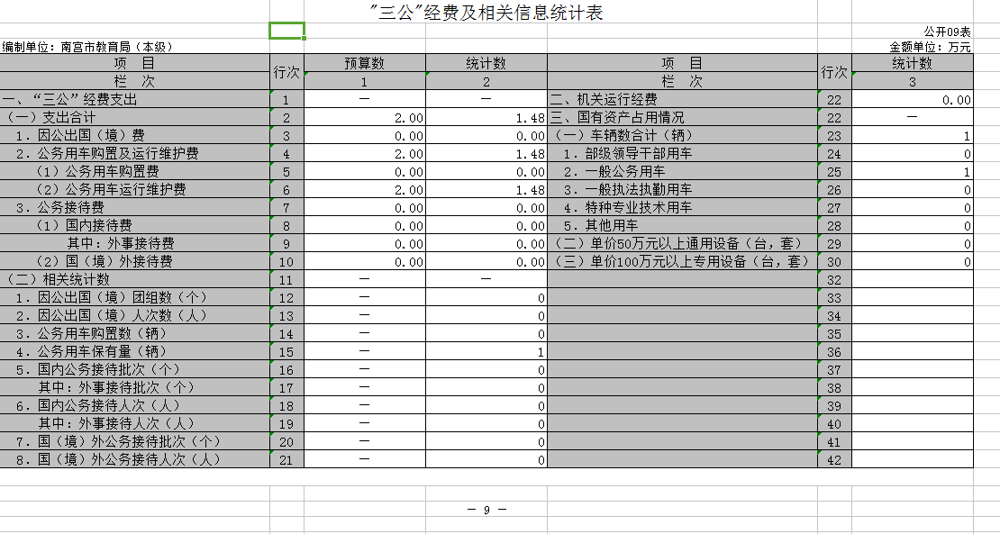 "三公"经费及相关信息统计表
公开09表
编制单位：南宫市教育局（本级） 金额单位：万元
项 目 行次 预算数 统计数 项 目 行次 统计数
栏 次 1 2 栏 次 3
一、“三公”经费支出 1 — — 二、机关运行经费 22 0.00
（一）支出合计 2 2.00 1.48 三、国有资产占用情况 22 —
1．因公出国（境）费 3 0.00 0.00 （一）车辆数合计（辆） 23 1
2．公务用车购置及运行维护费 4 2.00 1.48 1．部级领导干部用车 24 0
（1）公务用车购置费 5 0.00 0.00 2．一般公务用车 25 1
（2）公务用车运行维护费 6 2.00 1.48 3．一般执法执勤用车 26 0
3．公务接待费 7 0.00 0.00 4．特种专业技术用车 27 0
（1）国内接待费 8 0.00 0.00 5．其他用车 28 0
其中：外事接待费 9 0.00 0.00 （二）单价50万元以上通用设备（台，套） 29 0
（2）国（境）外接待费 10 0.00 0.00 （三）单价100万元以上专用设备（台，套） 30 0
（二）相关统计数 11 — — 32
1．因公出国（境）团组数（个） 12 — 0 33
2．因公出国（境）人次数（人） 13 — 0 34
3．公务用车购置数（辆） 14 — 0 35
4．公务用车保有量（辆） 15 — 1 36
5．国内公务接待批次（个） 16 — 0 37
其中：外事接待批次（个） 17 — 0 38
6．国内公务接待人次（人） 18 — 0 39
其中：外事接待人次（人） 19 — 0 40
7．国（境）外公务接待批次（个） 20 — 0 41
8．国（境）外公务接待人次（人） 21 — 0 42
— 9 —